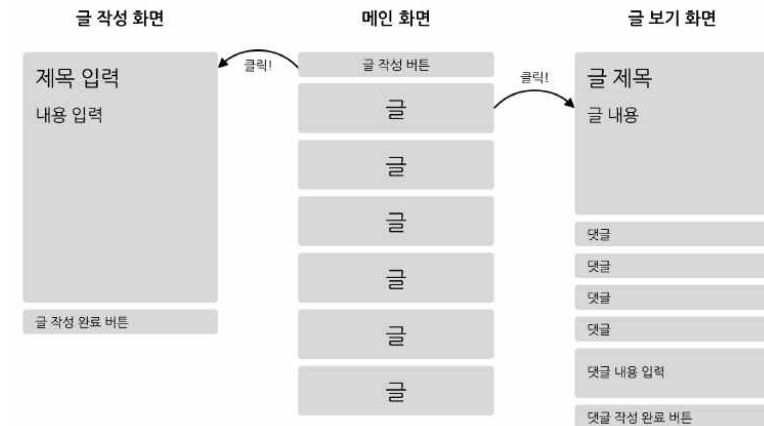 글 작성 화면
제목 입력
내용 입력
글 작성 완료 버튼
클릭!
메인 화면
글 작성 버튼
글
글
글
글
글
글
클릭!
글 보기 화면
글 제목
글 내용
댓글
댓글
댓글
댓글
댓글 내용 입력
댓글 작성 완료 버튼